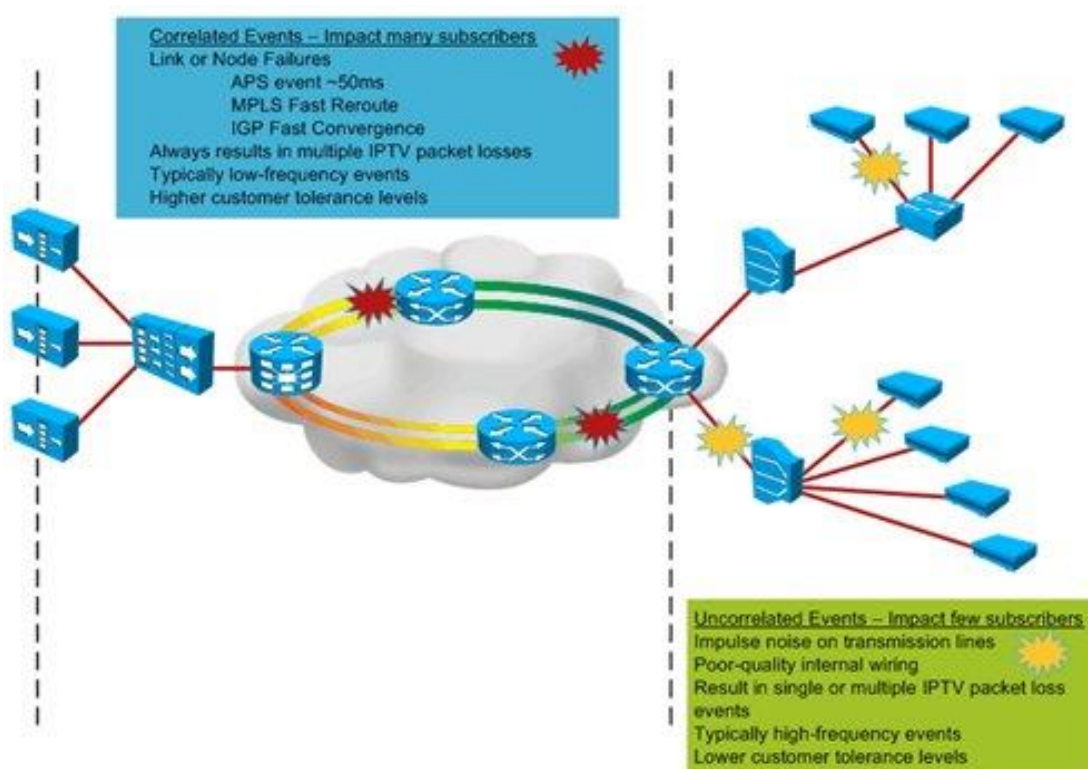 Correlated Events – Impact many subscribers
Link or Node Failures
APS event ~50ms
MPLS Fast Reroute
IGP Fast Convergence
Always results in multiple IPTV packet losses
Typically low-frequency events
Higher customer tolerance levels
Uncorrelated Events – Impact few subscribers
Impulse noise on transmission lines
Poor-quality internal wiring
Result in single or multiple IPTV packet loss
events
Typically high-frequency events
Lower customer tolerance levels